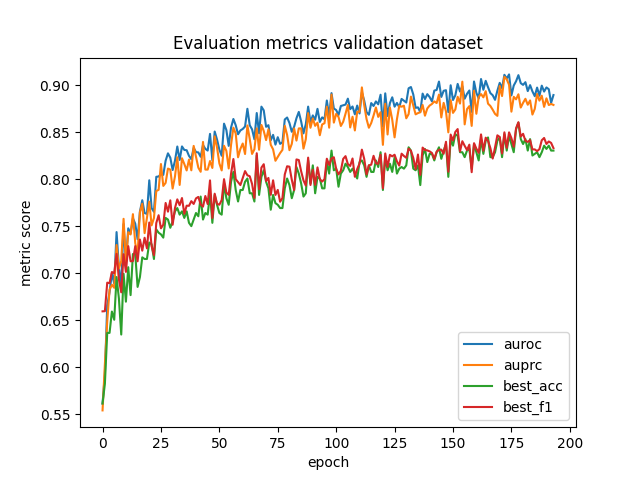 Evaluation metrics validation dataset
metric score
0.90
0.85
0.80
0.75
0.70
0.65
0.60
0.55
auroc
auprc
best_acc
best_f1
0 25 50 75 100 125 150 175 200
epoch